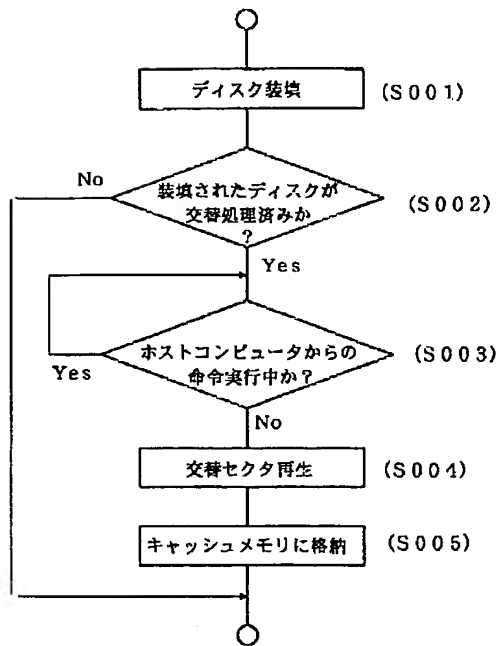 ディスク装填
(S001)
No
装填されたディスクが
交替処理済みか
?
(S002)
Yes
ホストコンピュータからの
命令実行中か?
(S003)
Yes
No
交替セクタ再生
(S004)
キャッシュメモリに格納
(S005)